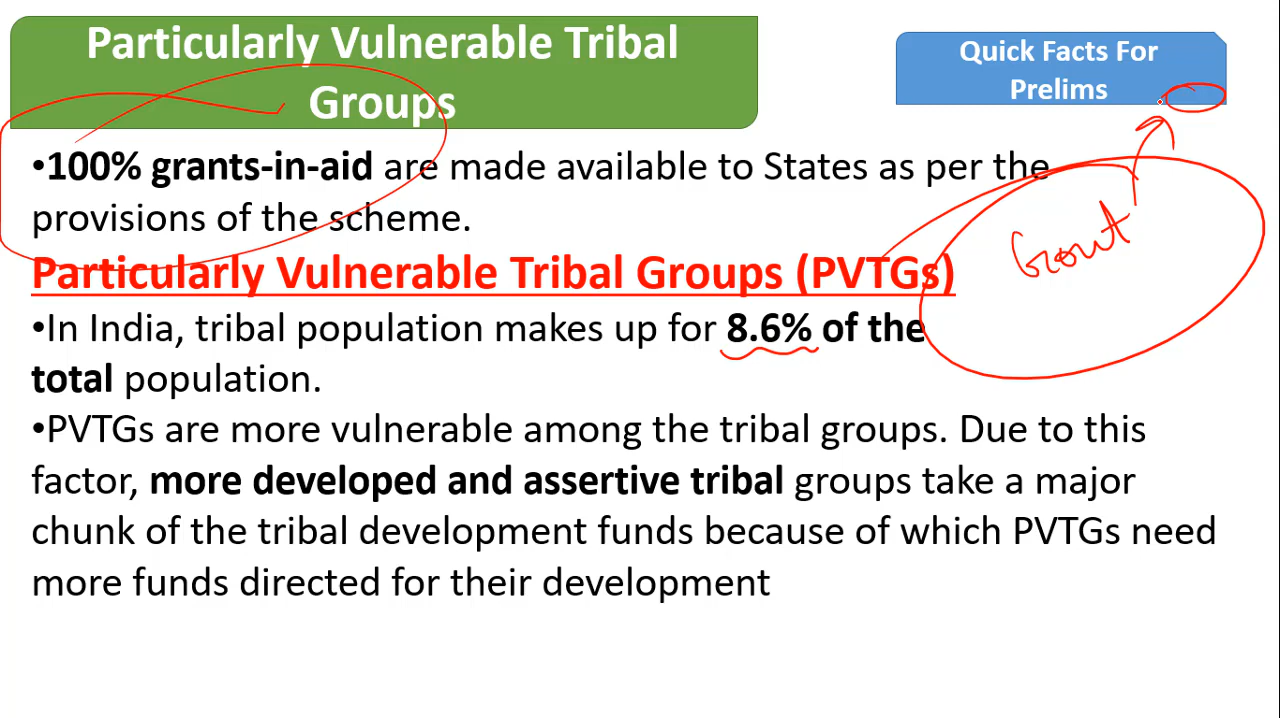 Particularly Vulnerable Tribal
Groups
Quick Facts For
Prelims
•100% grants-in-aid are made available to States as per the
provisions of the scheme.
Govt
Particularly Vulnerable Tribal Groups (PVTGs)
•In India, tribal population makes up for 8.6% of the
total population.
•PVTGs are more vulnerable among the tribal groups. Due to this
factor, more developed and assertive tribal groups take a major
chunk of the tribal development funds because of which PVTGs need
more funds directed for their development